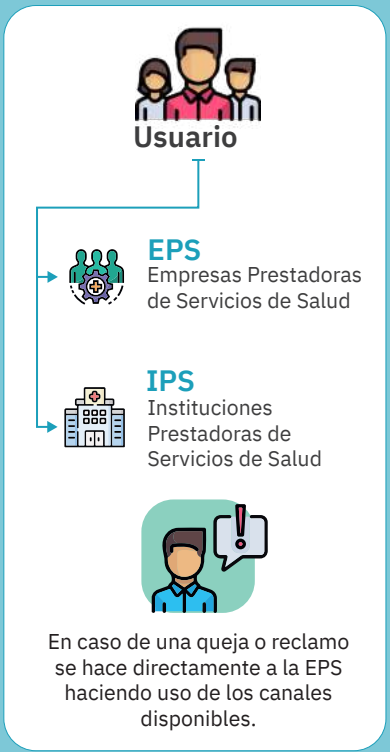 Usuario
EPS
Empresas Prestadoras
de Servicios de Salud
IPS
Instituciones
Prestadoras de
Servicios de Salud
En caso de una queja o reclamo
se hace directamente a la EPS
haciendo uso de los canales
disponibles.